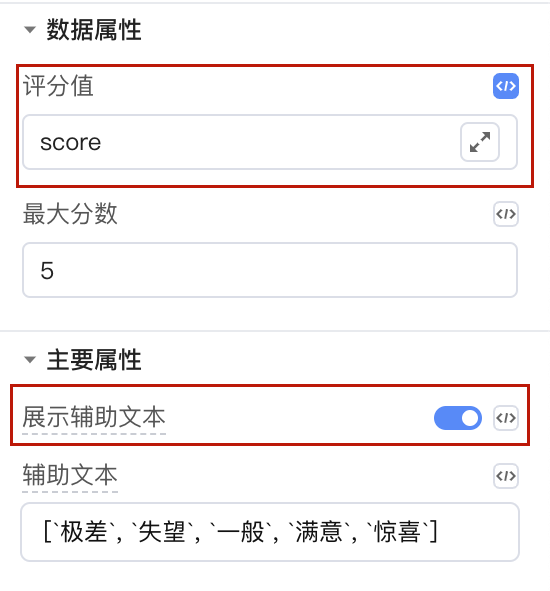 数据属性
评分值 </>
score
最大分数 </>
5
主要属性
展示辅助文本 </>
辅助文本 </>
[`极差`, `失望`, `一般`, `满意`, `惊喜`]